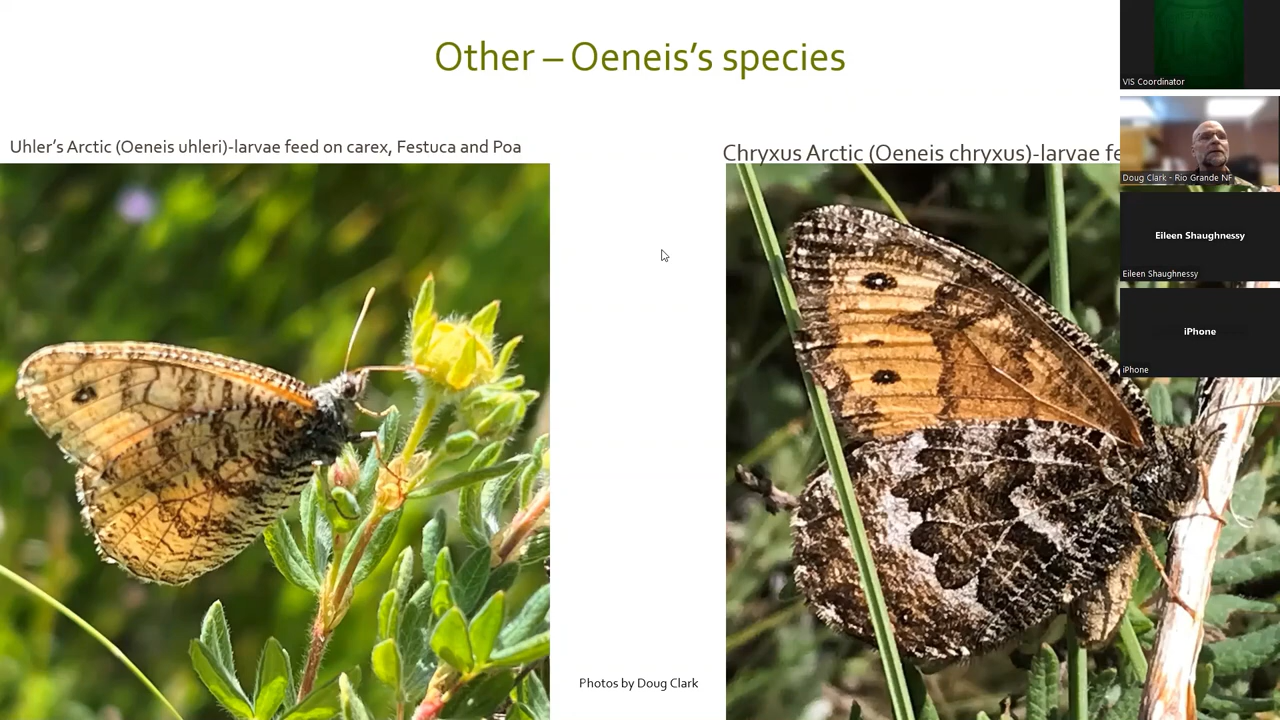 Other – Oeneis's species
Uhler's Arctic (Oeneis uhleri)-larvae feed on carex, Festuca and Poa
Chryxus Arctic (Oeneis chryxus)-larvae fe
Photos by Doug Clark
VIS Coordinator
Doug Clark - Rio Grande NF
Eileen Shaughnessy
Eileen Shaughnessy
iPhone
iPhone